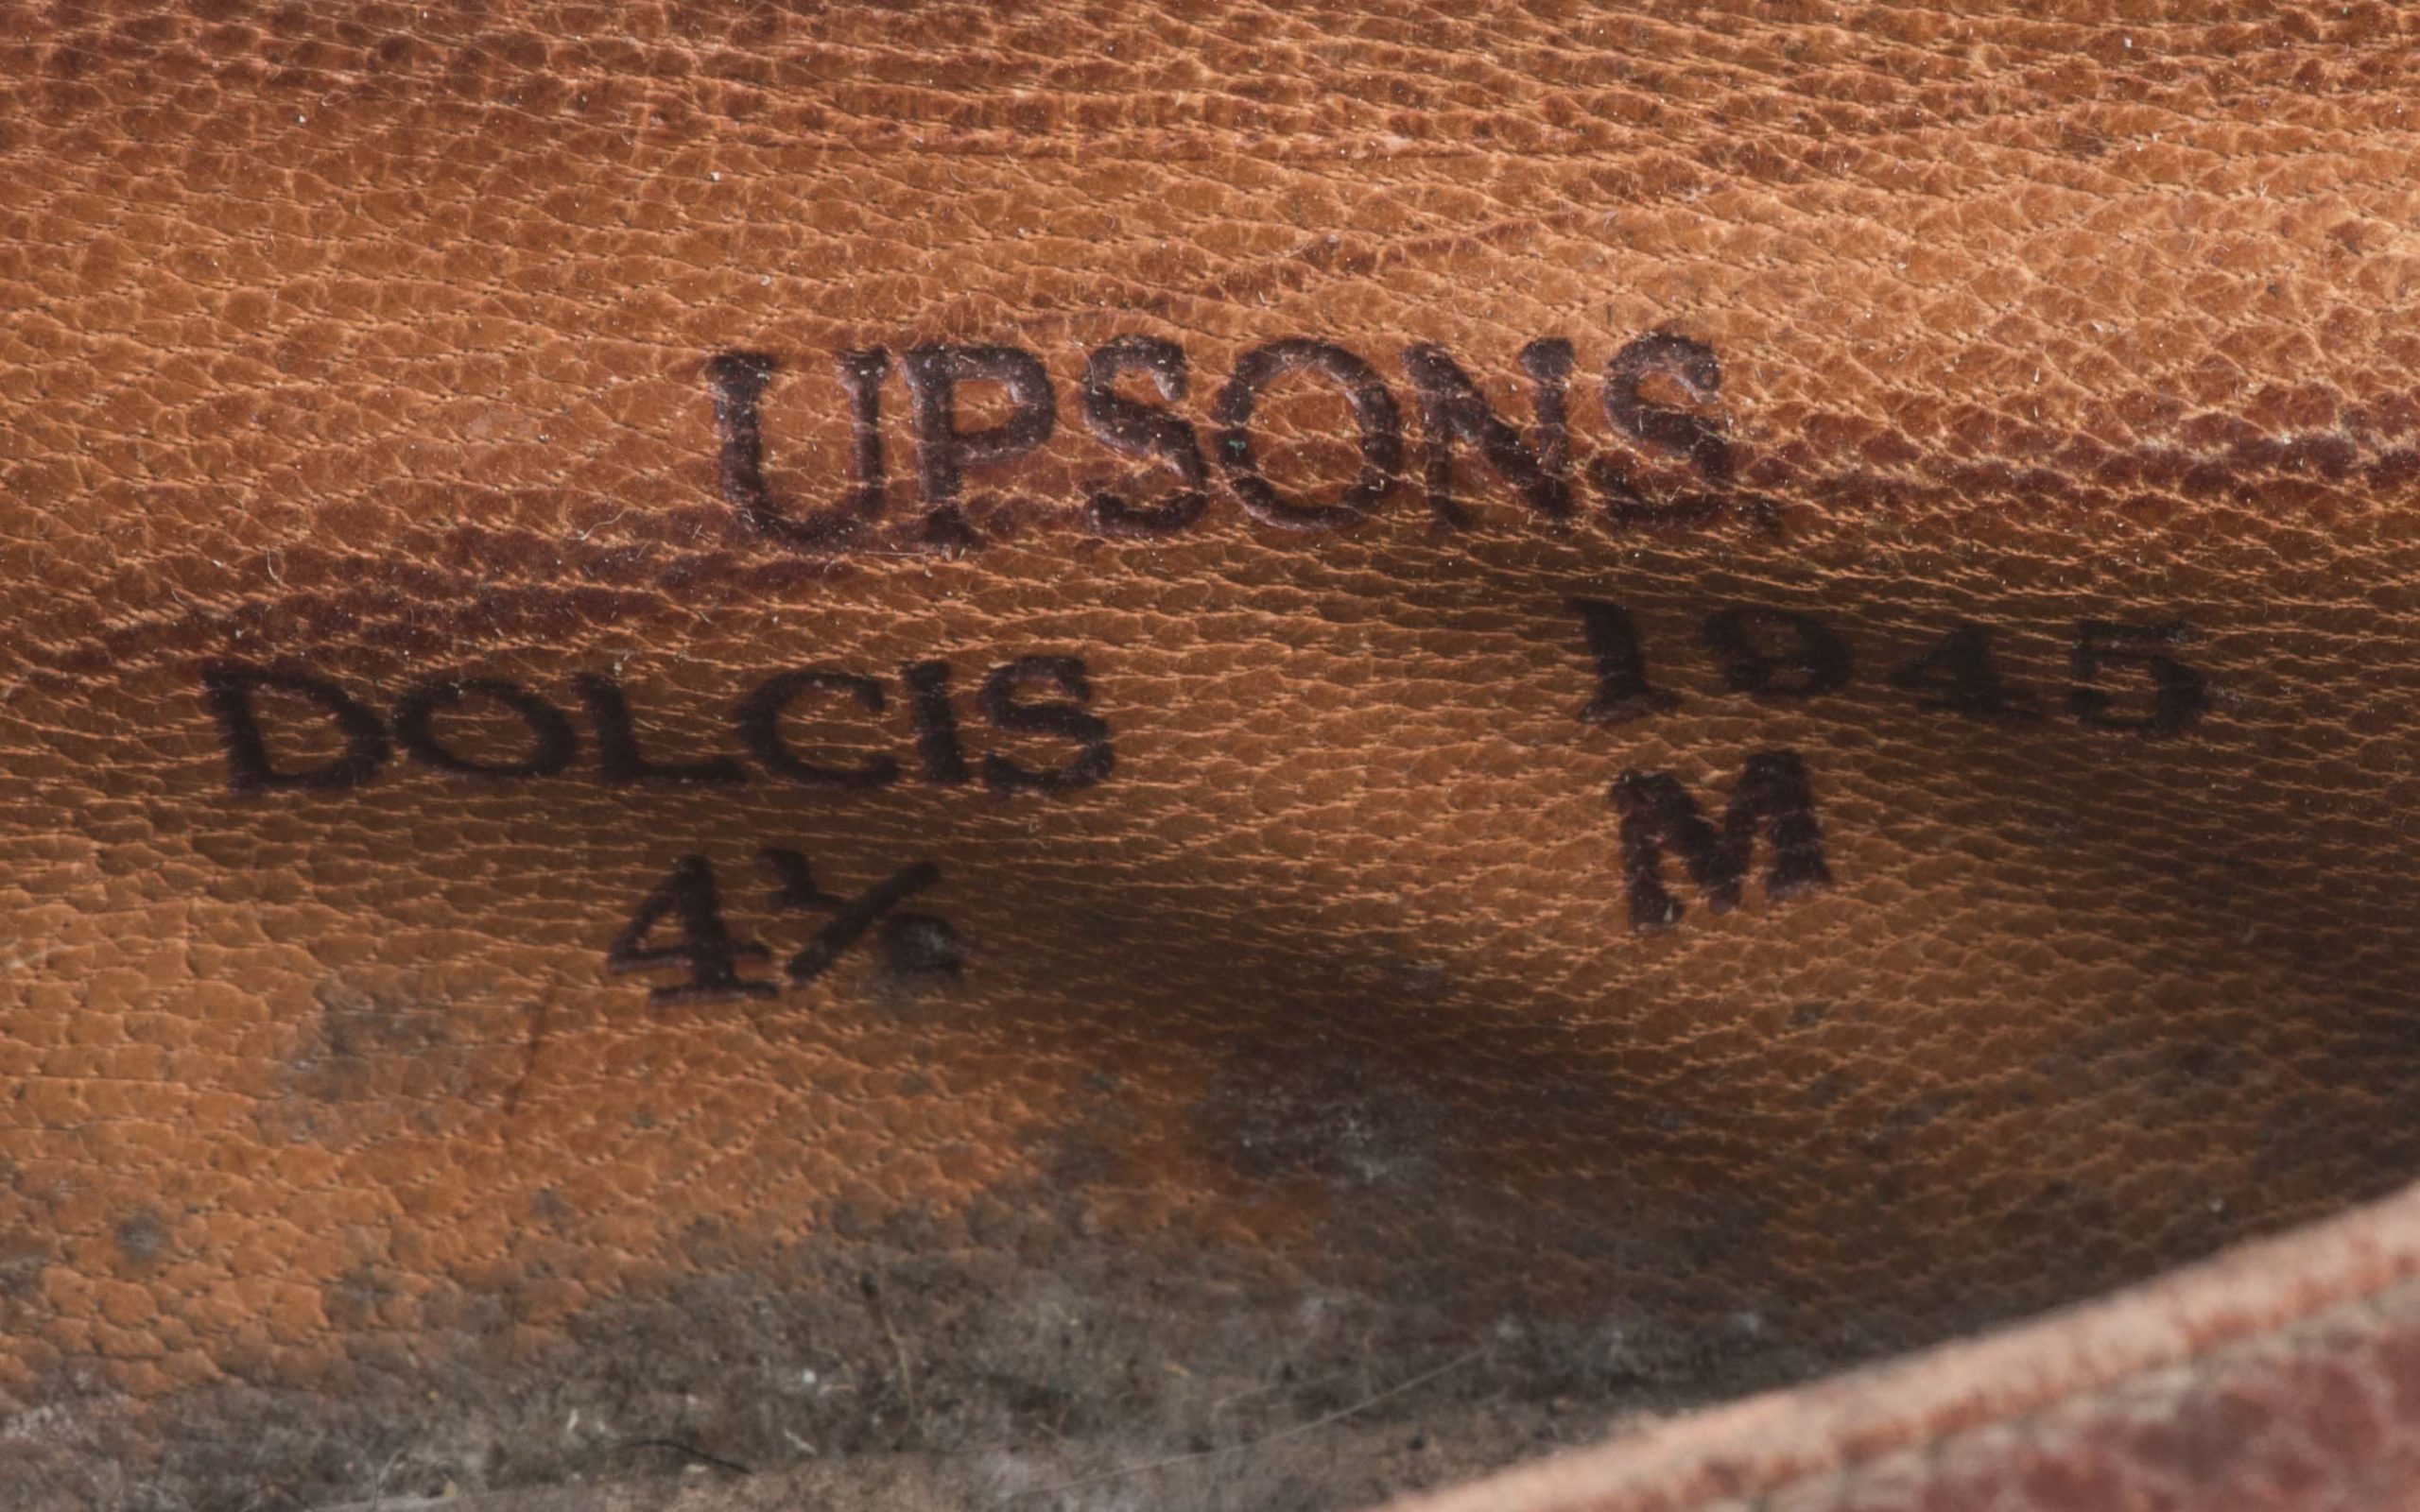 UPSONS.
DOLCIS 1945
4½ M